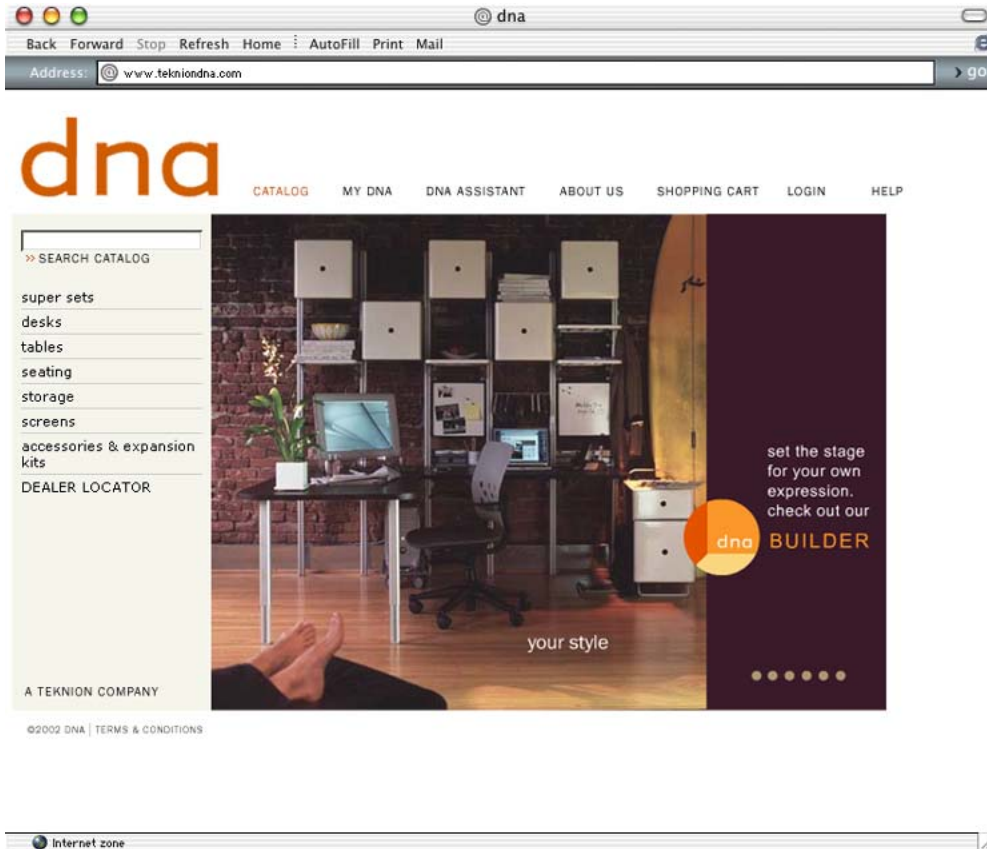 @ dna
Back Forward Stop Refresh Home AutoFill Print Mail
Address: @ www.tekniondna.com › go
dna
CATALOG MY DNA DNA ASSISTANT ABOUT US SHOPPING CART LOGIN HELP
›› SEARCH CATALOG
super sets
desks
tables
seating
storage
screens
accessories & expansion
kits
DEALER LOCATOR
A TEKNION COMPANY
set the stage
for your own
expression.
check out our
dna BUILDER
your style
©2002 DNA | TERMS & CONDITIONS
Internet zone